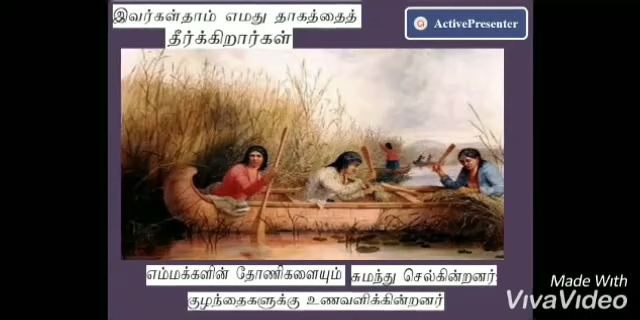 இவர்கள்தாம் எமது தாகத்தைத்
தீர்க்கிறார்கள்
ActivePresenter
எம்மக்களின் தோணிகளையும் சுமந்து செல்கின்றனர்;
குழந்தைகளுக்கு உணவளிக்கின்றனர்
Made With
VivaVideo